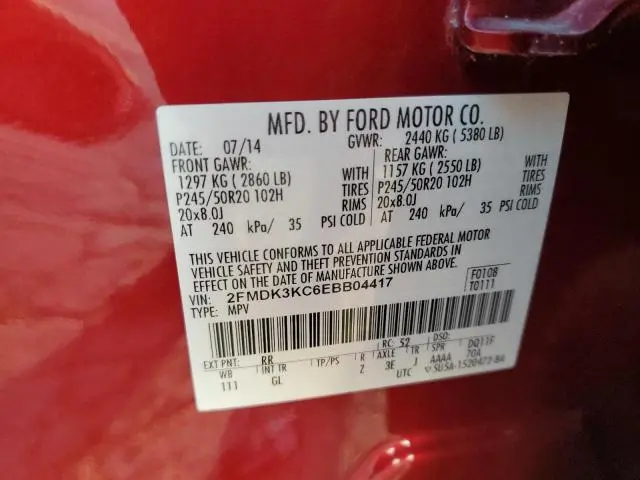 MFD. BY FORD MOTOR CO.
DATE: 07/14 GVWR: 2440 KG ( 5380 LB)
FRONT GAWR: WITH REAR GAWR: WITH
1297 KG ( 2860 LB) TIRES 1157 KG ( 2550 LB) TIRES
P245/50R20 102H RIMS P245/50R20 102H RIMS
20x8.0J 20x8.0J
AT 240 kPa/ 35 PSI COLD AT 240 kPa/ 35 PSI COLD
THIS VEHICLE CONFORMS TO ALL APPLICABLE FEDERAL MOTOR
VEHICLE SAFETY AND THEFT PREVENTION STANDARDS IN
EFFECT ON THE DATE OF MANUFACTURE SHOWN ABOVE.
VIN: 2FMDK3KC6EBB04417 F0108
TYPE: MPV T0111
RC: 52 DSO:
EXT PNT: RR
WB INT TR TP/PS R AXLE TR SPR DQ11F
111 GL Z 3E J AAAA 70A
UTC